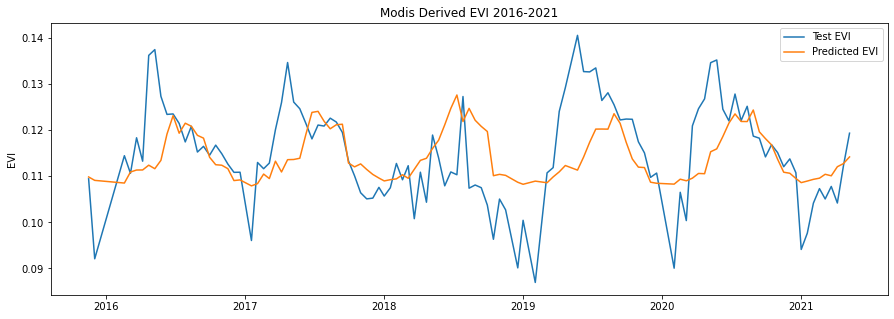 Modis Derived EVI 2016-2021
Test EVI
Predicted EVI
EVI
0.14
0.13
0.12
0.11
0.10
0.09
2016 2017 2018 2019 2020 2021